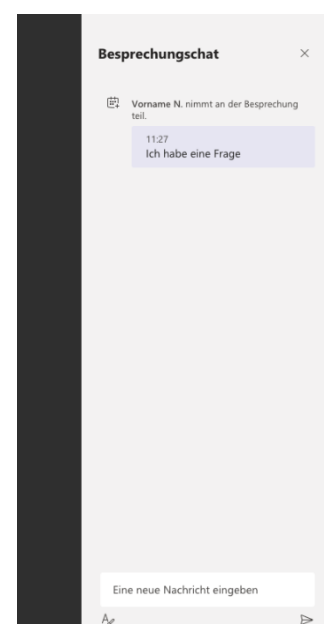 Besprechungschat
Vorname N. nimmt an der Besprechung
teil.
11:27
Ich habe eine Frage
Eine neue Nachricht eingeben